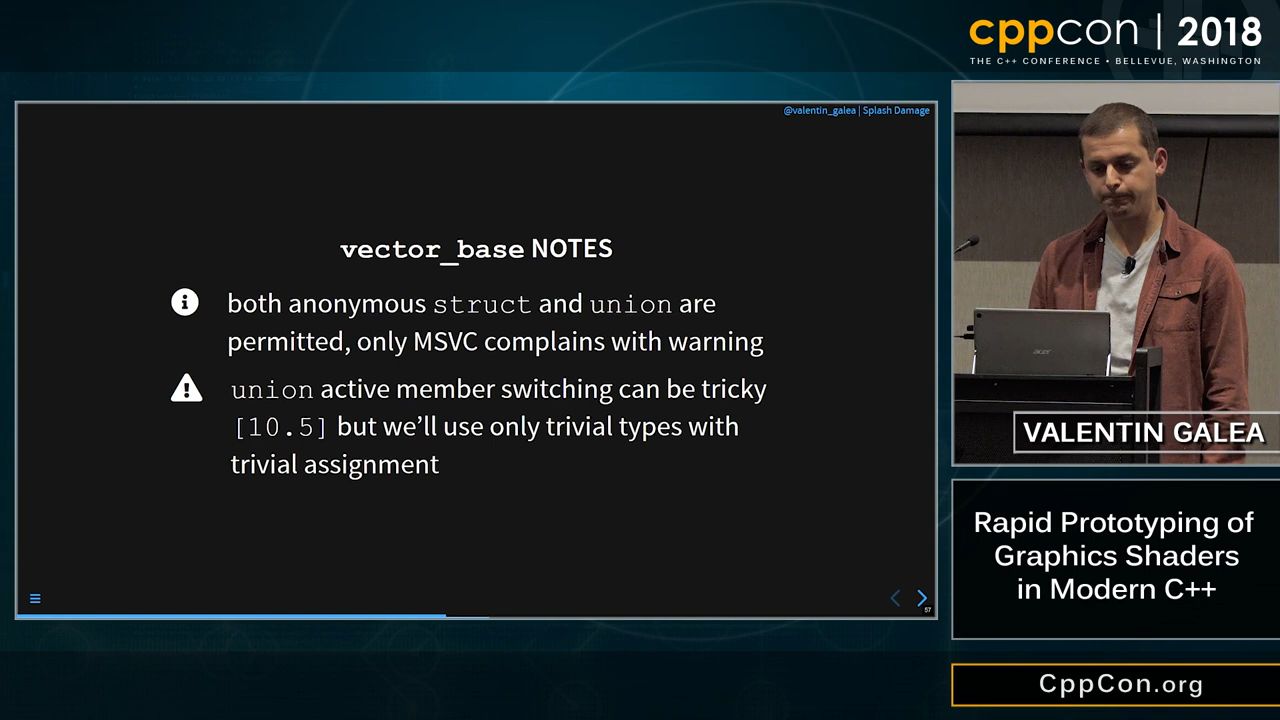 cppcon | 2018
THE C++ CONFERENCE • BELLEVUE, WASHINGTON
@valentin_galea | Splash Damage
vector_base NOTES
both anonymous struct and union are
permitted, only MSVC complains with warning
union active member switching can be tricky
[10.5] but we'll use only trivial types with
trivial assignment
57
acer
VALENTIN GALEA
Rapid Prototyping of
Graphics Shaders
in Modern C++
CppCon.org